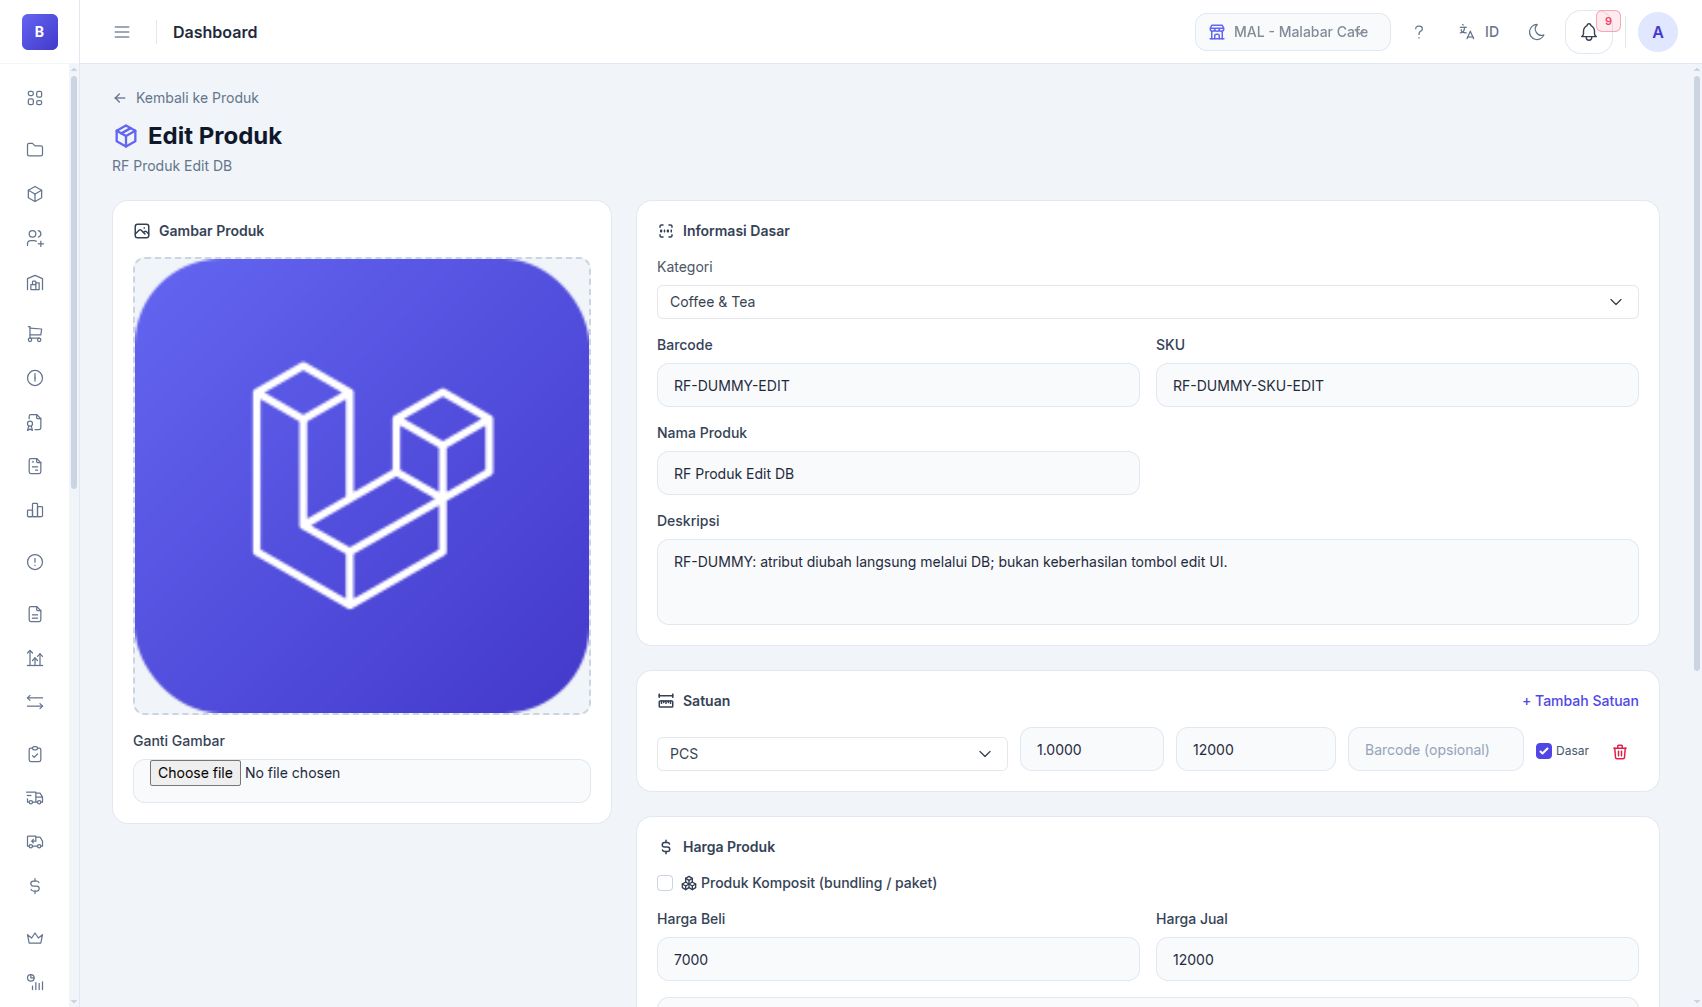 B
Dashboard
MAL - Malabar Cafe
?
ID
9
A
Kembali ke Produk
Edit Produk
RF Produk Edit DB
Gambar Produk
Ganti Gambar
Choose file No file chosen
Informasi Dasar
Kategori
Coffee & Tea
Barcode
SKU
RF-DUMMY-EDIT
RF-DUMMY-SKU-EDIT
Nama Produk
RF Produk Edit DB
Deskripsi
RF-DUMMY: atribut diubah langsung melalui DB; bukan keberhasilan tombol edit UI.
Satuan
+ Tambah Satuan
PCS
1.0000
12000
Barcode (opsional)
Dasar
Harga Produk
Produk Komposit (bundling / paket)
Harga Beli
Harga Jual
7000
12000